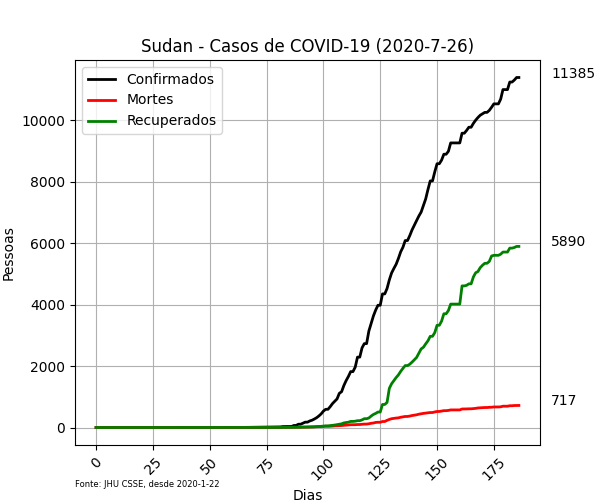 Sudan - Casos de COVID-19 (2020-7-26)
Confirmados
Mortes
Recuperados
11385
5890
717
Pessoas
10000
8000
6000
4000
2000
0
0
25
50
75
100
125
150
175
Fonte: JHU CSSE, desde 2020-1-22
Dias